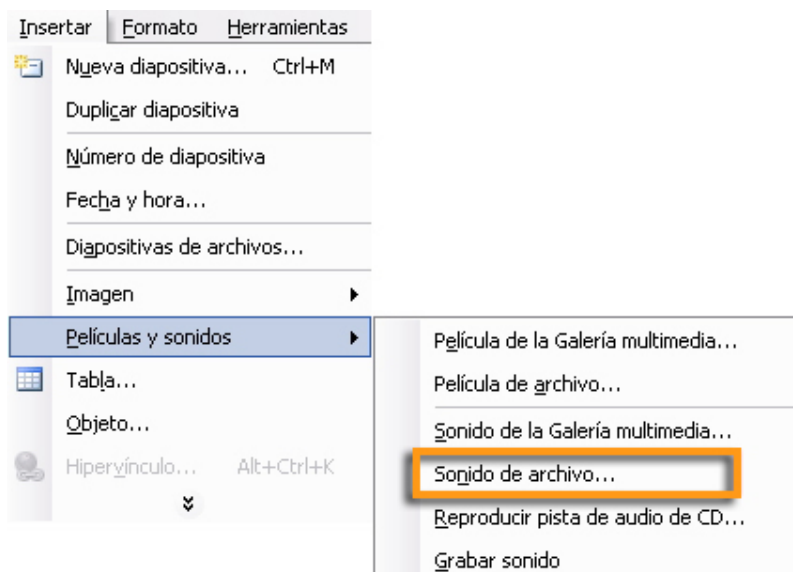 Insertar Formato Herramientas
Nueva diapositiva... Ctrl+M
Duplicar diapositiva
Número de diapositiva
Fecha y hora...
Diapositivas de archivos...
Imagen
Películas y sonidos
Tabla...
Objeto...
Hipervínculo... Alt+Ctrl+K
Película de la Galería multimedia...
Película de archivo...
Sonido de la Galería multimedia...
Sonido de archivo...
Reproducir pista de audio de CD...
Grabar sonido